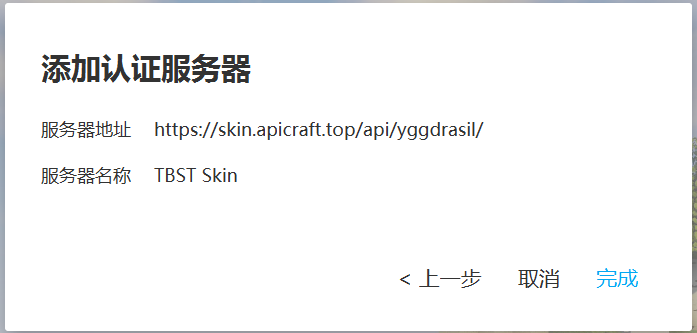 添加认证服务器
服务器地址 https://skin.apicraft.top/api/yggdrasil/
服务器名称 TBST Skin
< 上一步 取消 完成